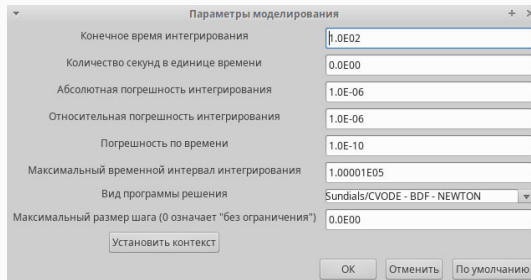 Параметры моделирования
Конечное время интегрирования 1.0E02
Количество секунд в единице времени 0.0E00
Абсолютная погрешность интегрирования 1.0E-06
Относительная погрешность интегрирования 1.0E-06
Погрешность по времени 1.0E-10
Максимальный временной интервал интегрирования 1.00001E05
Вид программы решения Sundials/CVODE - BDF - NEWTON
Максимальный размер шага (0 означает "без ограничения") 0.0E00
Установить контекст
ОК Отменить По умолчанию